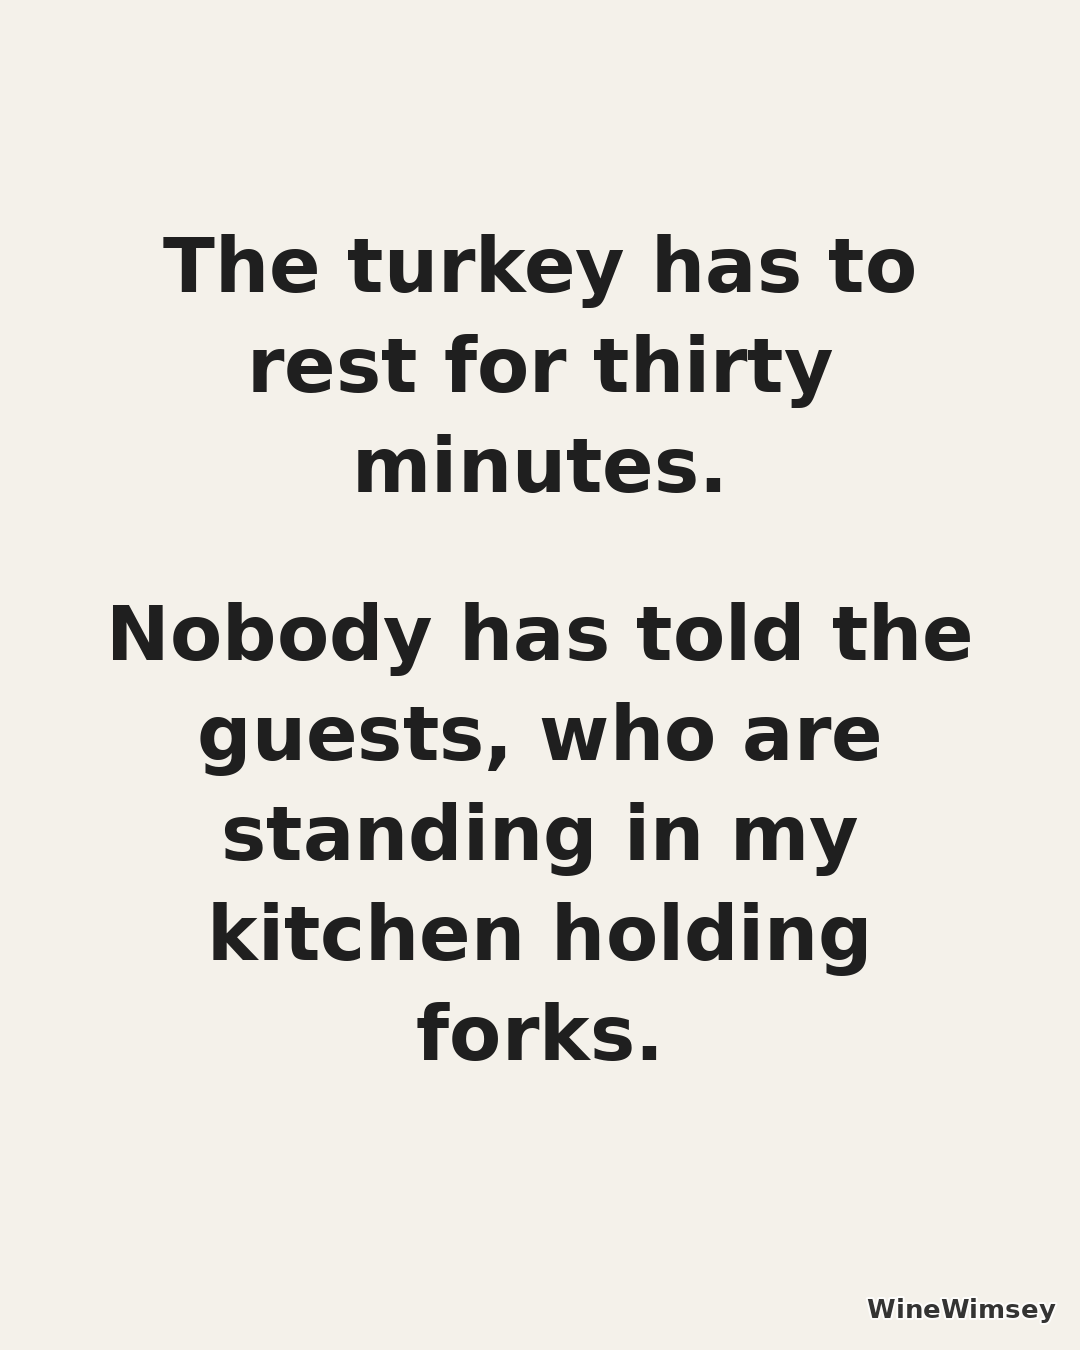 The turkey has to
rest for thirty
minutes.
Nobody has told the
guests, who are
standing in my
kitchen holding
forks.
WineWimsey